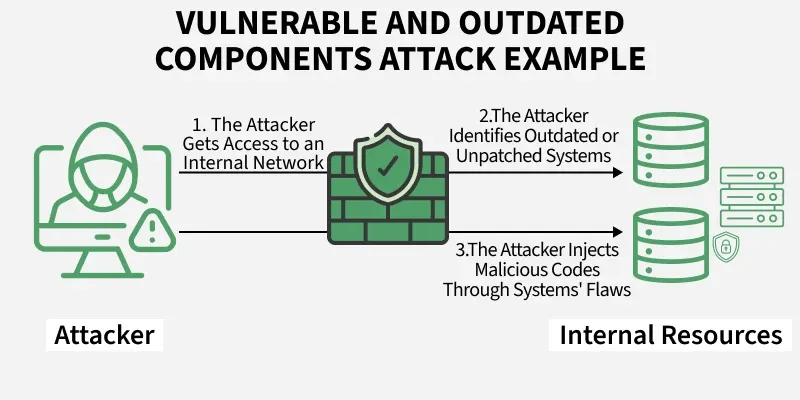 VULNERABLE AND OUTDATED
COMPONENTS ATTACK EXAMPLE
1. The Attacker
Gets Access to an
Internal Network
2.The Attacker
Identifies Outdated or
Unpatched Systems
3.The Attacker Injects
Malicious Codes
Through Systems' Flaws
Attacker
Internal Resources